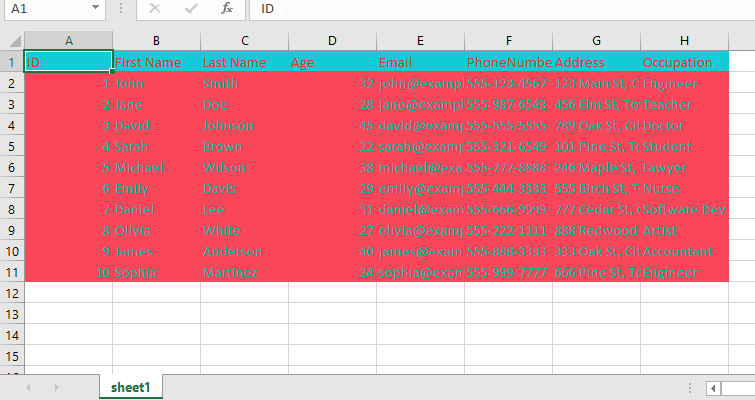 A1 fx ID
A B C D E F G H
1 ID First Name Last Name Age Email PhoneNumbe Address Occupation
2 1 John Smith 32 john@exampl 555-123-4567 123 Main St, C Engineer
3 2 Jane Doe 28 jane@exampl 555-987-6543 456 Elm St, To Teacher
4 3 David Johnson 45 david@examp 555-555-5555 789 Oak St, Cit Doctor
5 4 Sarah Brown 22 sarah@examp 555-321-6549 101 Pine St, T Student
6 5 Michael Wilson 38 michael@exa 555-777-8888 246 Maple St, Lawyer
7 6 Emily Davis 29 emily@examp 555-444-3333 555 Birch St, T Nurse
8 7 Daniel Lee 31 daniel@exam 555-666-9999 777 Cedar St, Software Dev
9 8 Olivia White 27 olivia@examp 555-222-1111 888 Redwood Artist
10 9 James Anderson 40 james@exam 555-888-3333 333 Oak St, Ci Accountant
11 10 Sophia Martinez 24 sophia@exam 555-999-7777 666 Pine St, T Engineer
12
13
14
15
sheet1